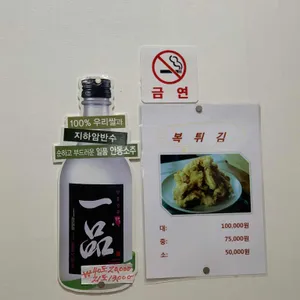 100% 우리쌀과
지하암반수
순하고 부드러운 일품 안동소주
一品
금연
복튀김
대: 100,000원
중: 75,000원
소: 50,000원